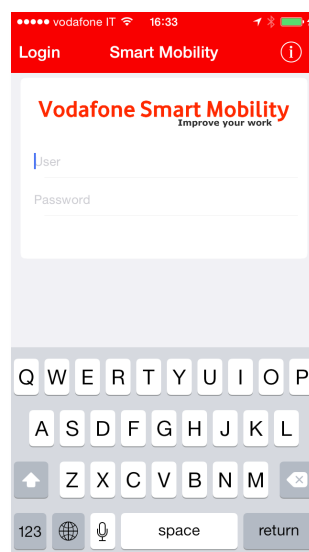 vodafone IT 16:33
Login Smart Mobility i
Vodafone Smart Mobility
Improve your work
User
Password
Q W E R T Y U I O P
A S D F G H J K L
Z X C V B N M
123 space return